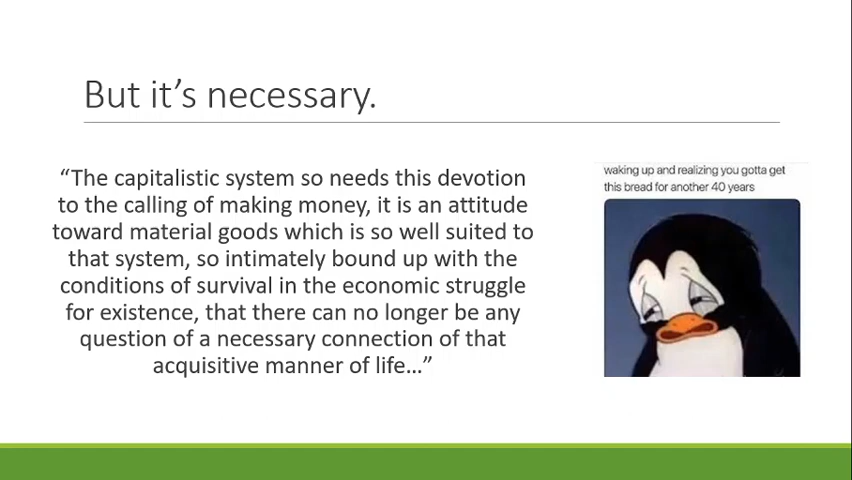 But it’s necessary.
“The capitalistic system so needs this devotion
to the calling of making money, it is an attitude
toward material goods which is so well suited to
that system, so intimately bound up with the
conditions of survival in the economic struggle
for existence, that there can no longer be any
question of a necessary connection of that
acquisitive manner of life…”
waking up and realizing you gotta get
this bread for another 40 years